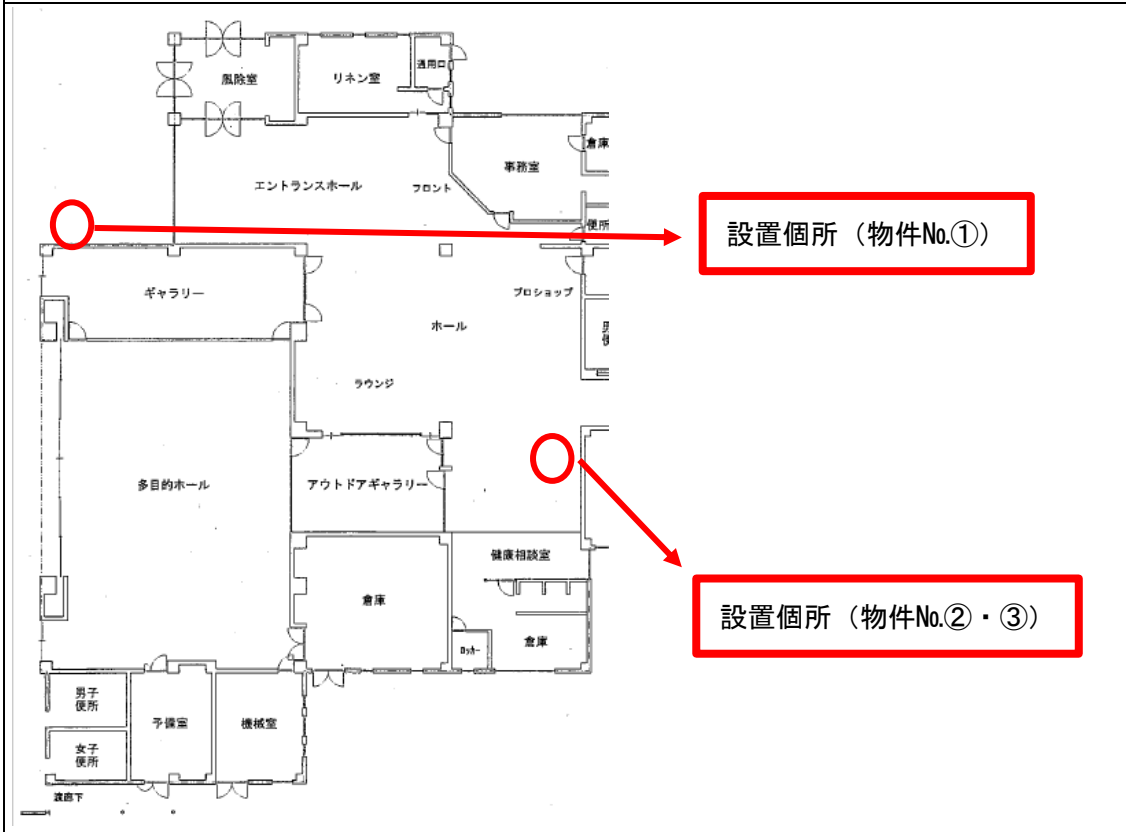 風除室
リネン室
通用口
事務室
倉庫
エントランスホール
フロント
便所
設置個所（物件№①）
ギャラリー
プロショップ
ホール
ラウンジ
多目的ホール
アウトドアギャラリー
健康相談室
倉庫
設置個所（物件№②・③）
倉庫
ロッカー
男子
便所
予備室
機械室
女子
便所
渡廊下